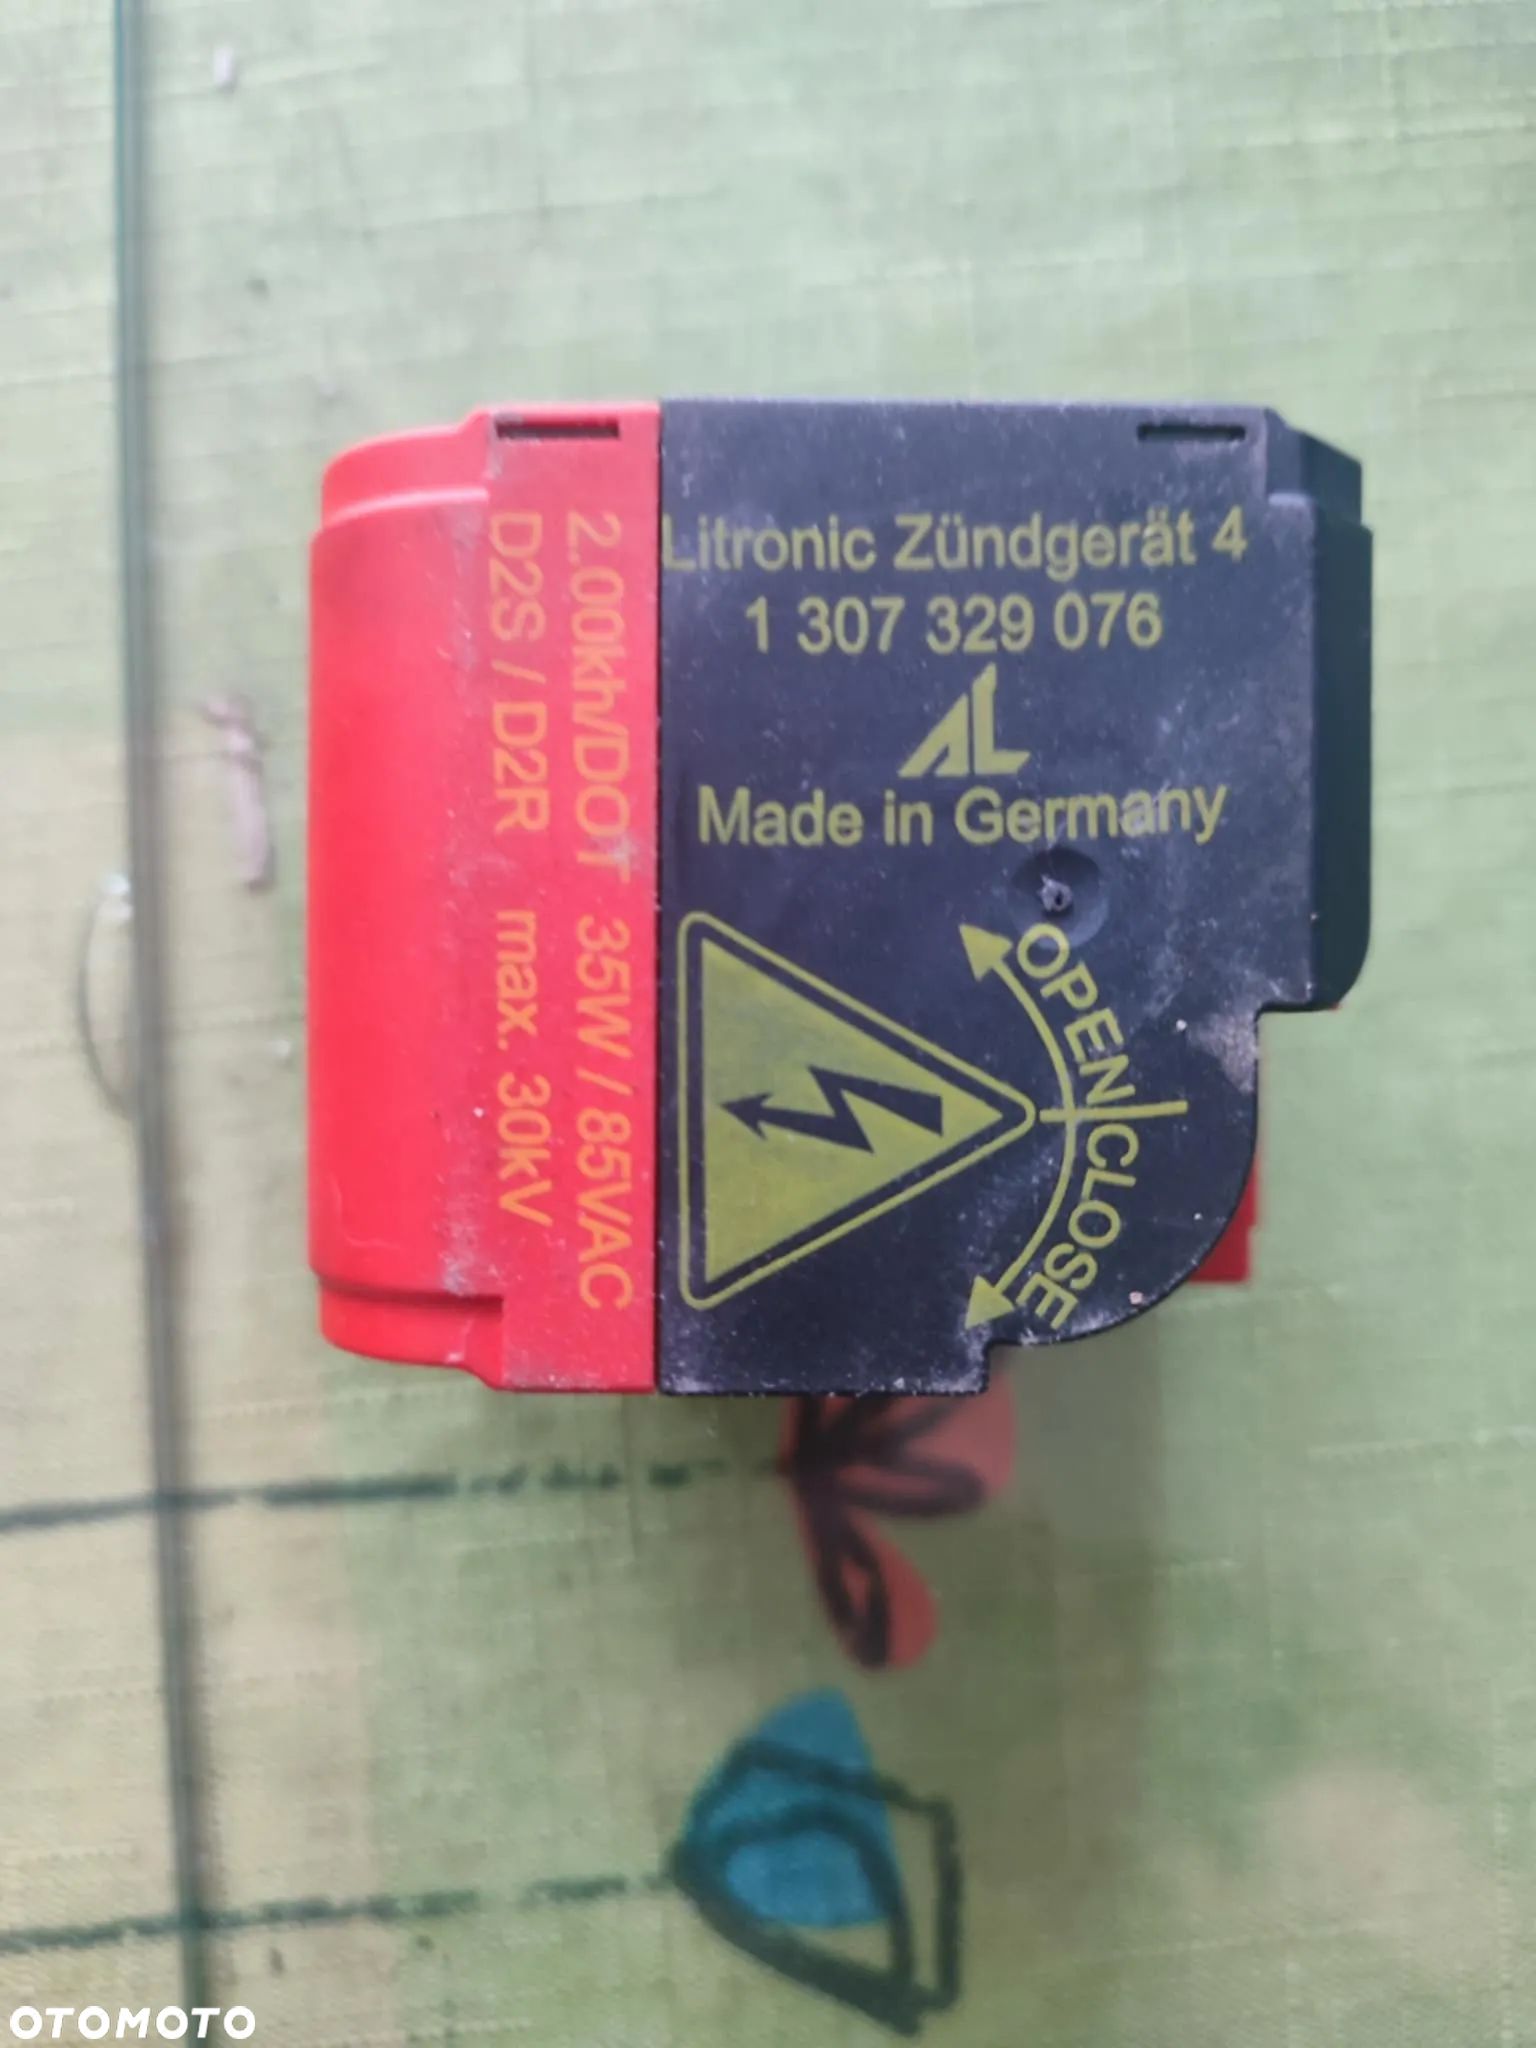 Litronic Zündgerät 4
1 307 329 076
AL
Made in Germany
OPEN CLOSE
2.00kh/DOT 35W / 85VAC
D2S / D2R max. 30kV
OTOMOTO